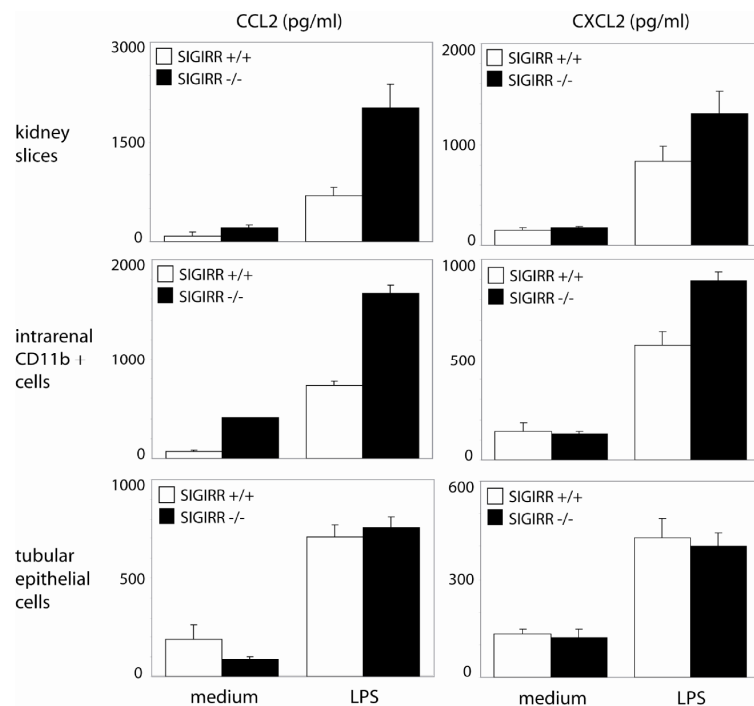 CCL2 (pg/ml)
CXCL2 (pg/ml)
kidney
slices
3000
1500
0
SIGIRR +/+
SIGIRR -/-
2000
1000
0
SIGIRR +/+
SIGIRR -/-
intrarenal
CD11b +
cells
2000
1000
0
SIGIRR +/+
SIGIRR -/-
1000
500
0
SIGIRR +/+
SIGIRR -/-
tubular
epithelial
cells
1000
500
0
SIGIRR +/+
SIGIRR -/-
600
300
0
SIGIRR +/+
SIGIRR -/-
medium
LPS
medium
LPS